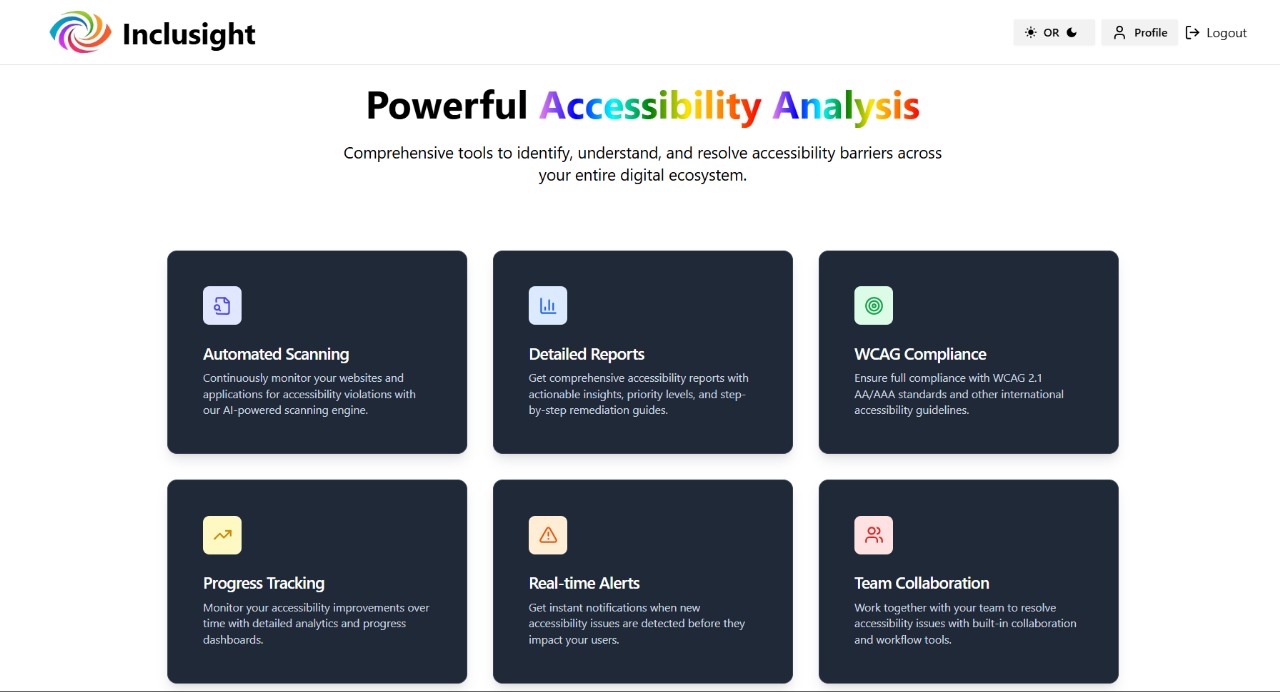 Inclusight
OR
Profile
Logout
Powerful Accessibility Analysis
Comprehensive tools to identify, understand, and resolve accessibility barriers across
your entire digital ecosystem.
Automated Scanning
Continuously monitor your websites and
applications for accessibility violations with
our AI-powered scanning engine.
Detailed Reports
Get comprehensive accessibility reports with
actionable insights, priority levels, and step-
by-step remediation guides.
WCAG Compliance
Ensure full compliance with WCAG 2.1
AA/AAA standards and other international
accessibility guidelines.
Progress Tracking
Monitor your accessibility improvements over
time with detailed analytics and progress
dashboards.
Real-time Alerts
Get instant notifications when new
accessibility issues are detected before they
impact your users.
Team Collaboration
Work together with your team to resolve
accessibility issues with built-in collaboration
and workflow tools.